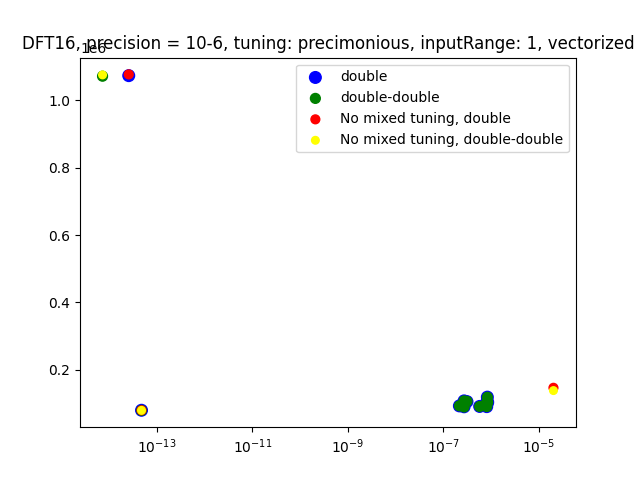 DFT16, precision = 10-6, tuning: precimonious, inputRange: 1, vectorized
1e6
double
double-double
No mixed tuning, double
No mixed tuning, double-double
1.0
0.8
0.6
0.4
0.2
10⁻¹³ 10⁻¹¹ 10⁻⁹ 10⁻⁷ 10⁻⁵